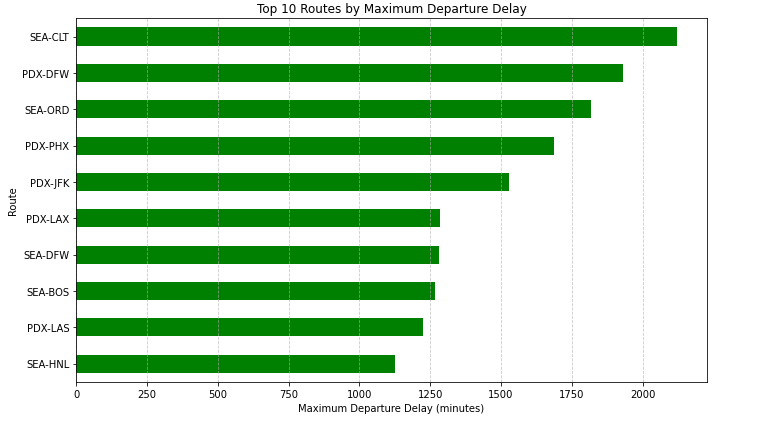 Top 10 Routes by Maximum Departure Delay
SEA-CLT
PDX-DFW
SEA-ORD
PDX-PHX
PDX-JFK
PDX-LAX
SEA-DFW
SEA-BOS
PDX-LAS
SEA-HNL
Route
0 250 500 750 1000 1250 1500 1750 2000
Maximum Departure Delay (minutes)